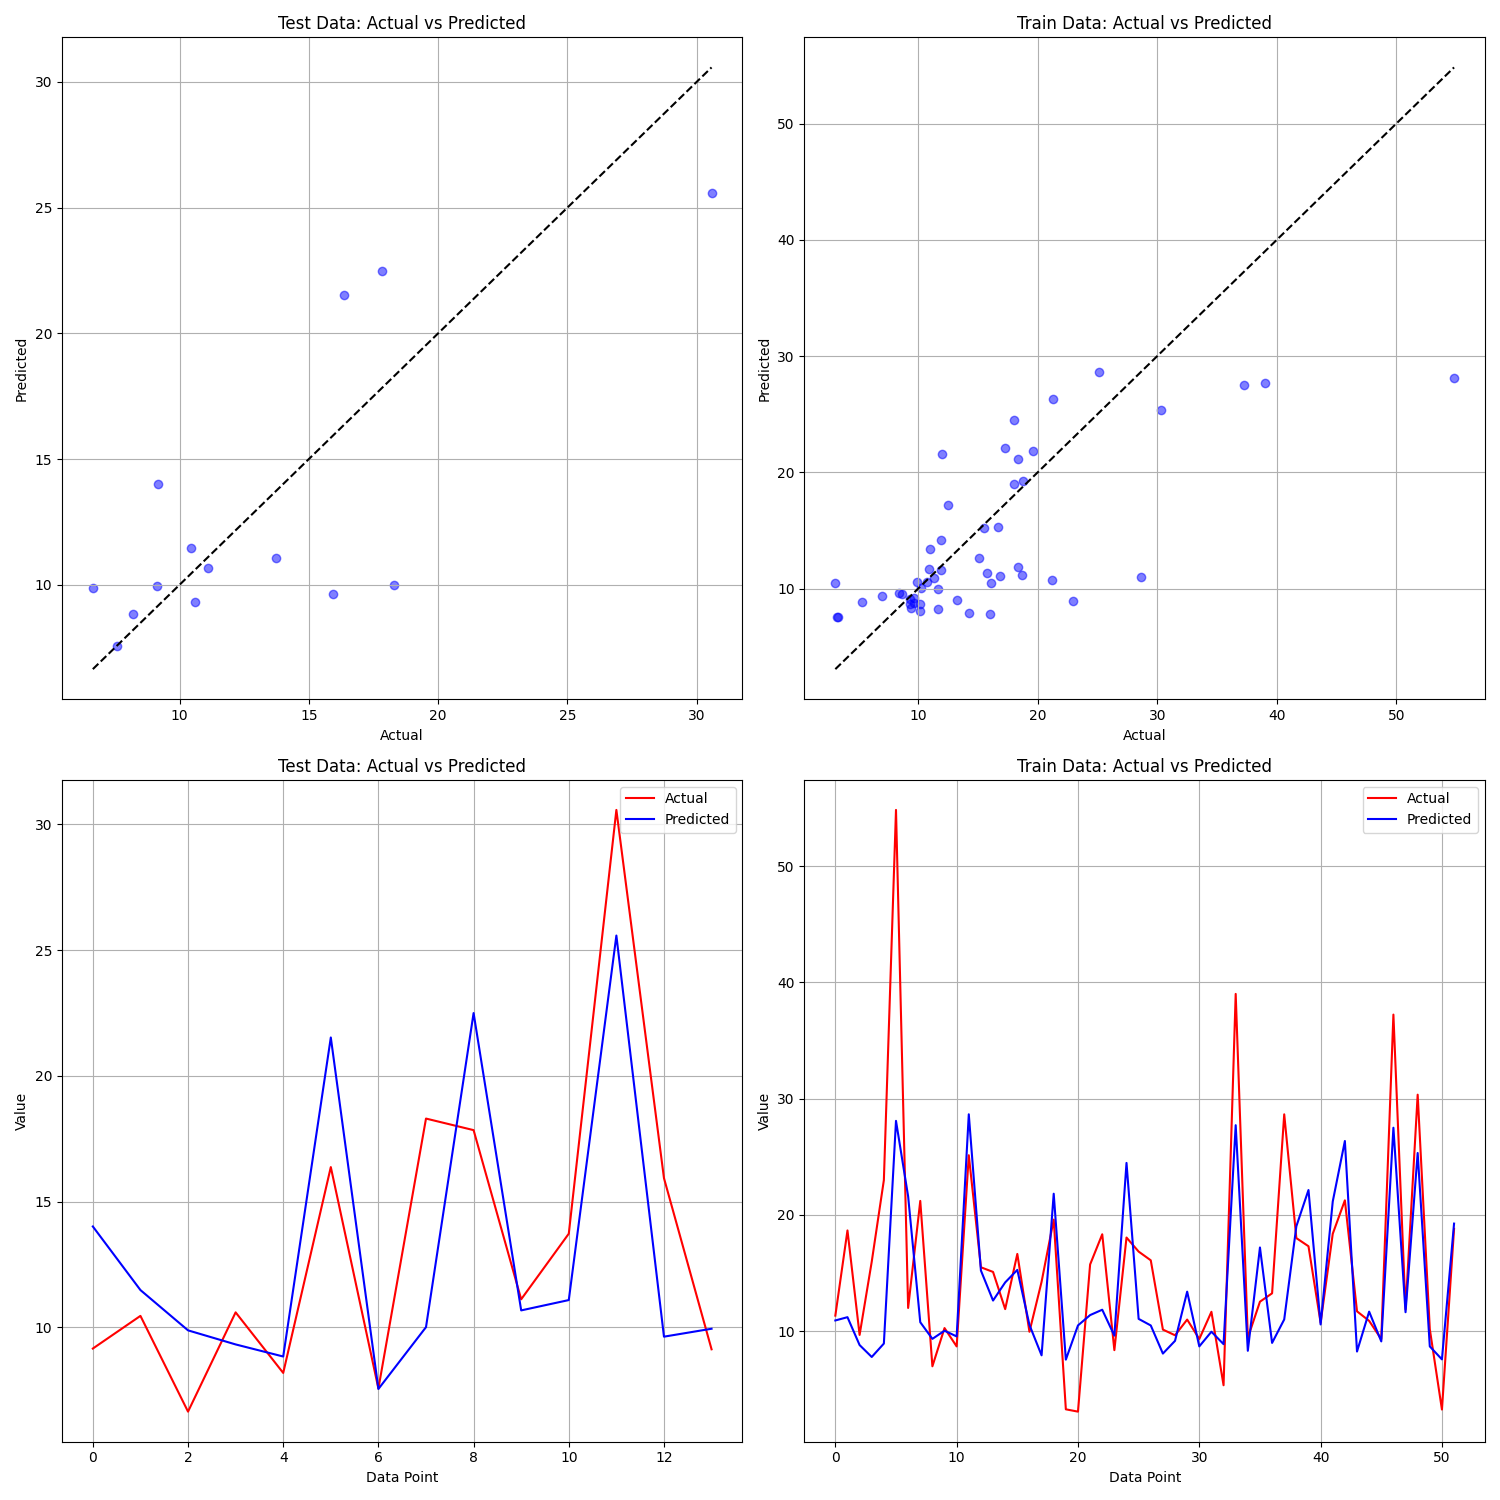 Test Data: Actual vs Predicted
30
25
20
15
10
Predicted
10 15 20 25 30
Actual
Train Data: Actual vs Predicted
50
40
30
20
10
Predicted
10 20 30 40 50
Actual
Test Data: Actual vs Predicted
Actual
Predicted
30
25
20
15
10
Value
0 2 4 6 8 10 12
Data Point
Train Data: Actual vs Predicted
Actual
Predicted
50
40
30
20
10
Value
0 10 20 30 40 50
Data Point